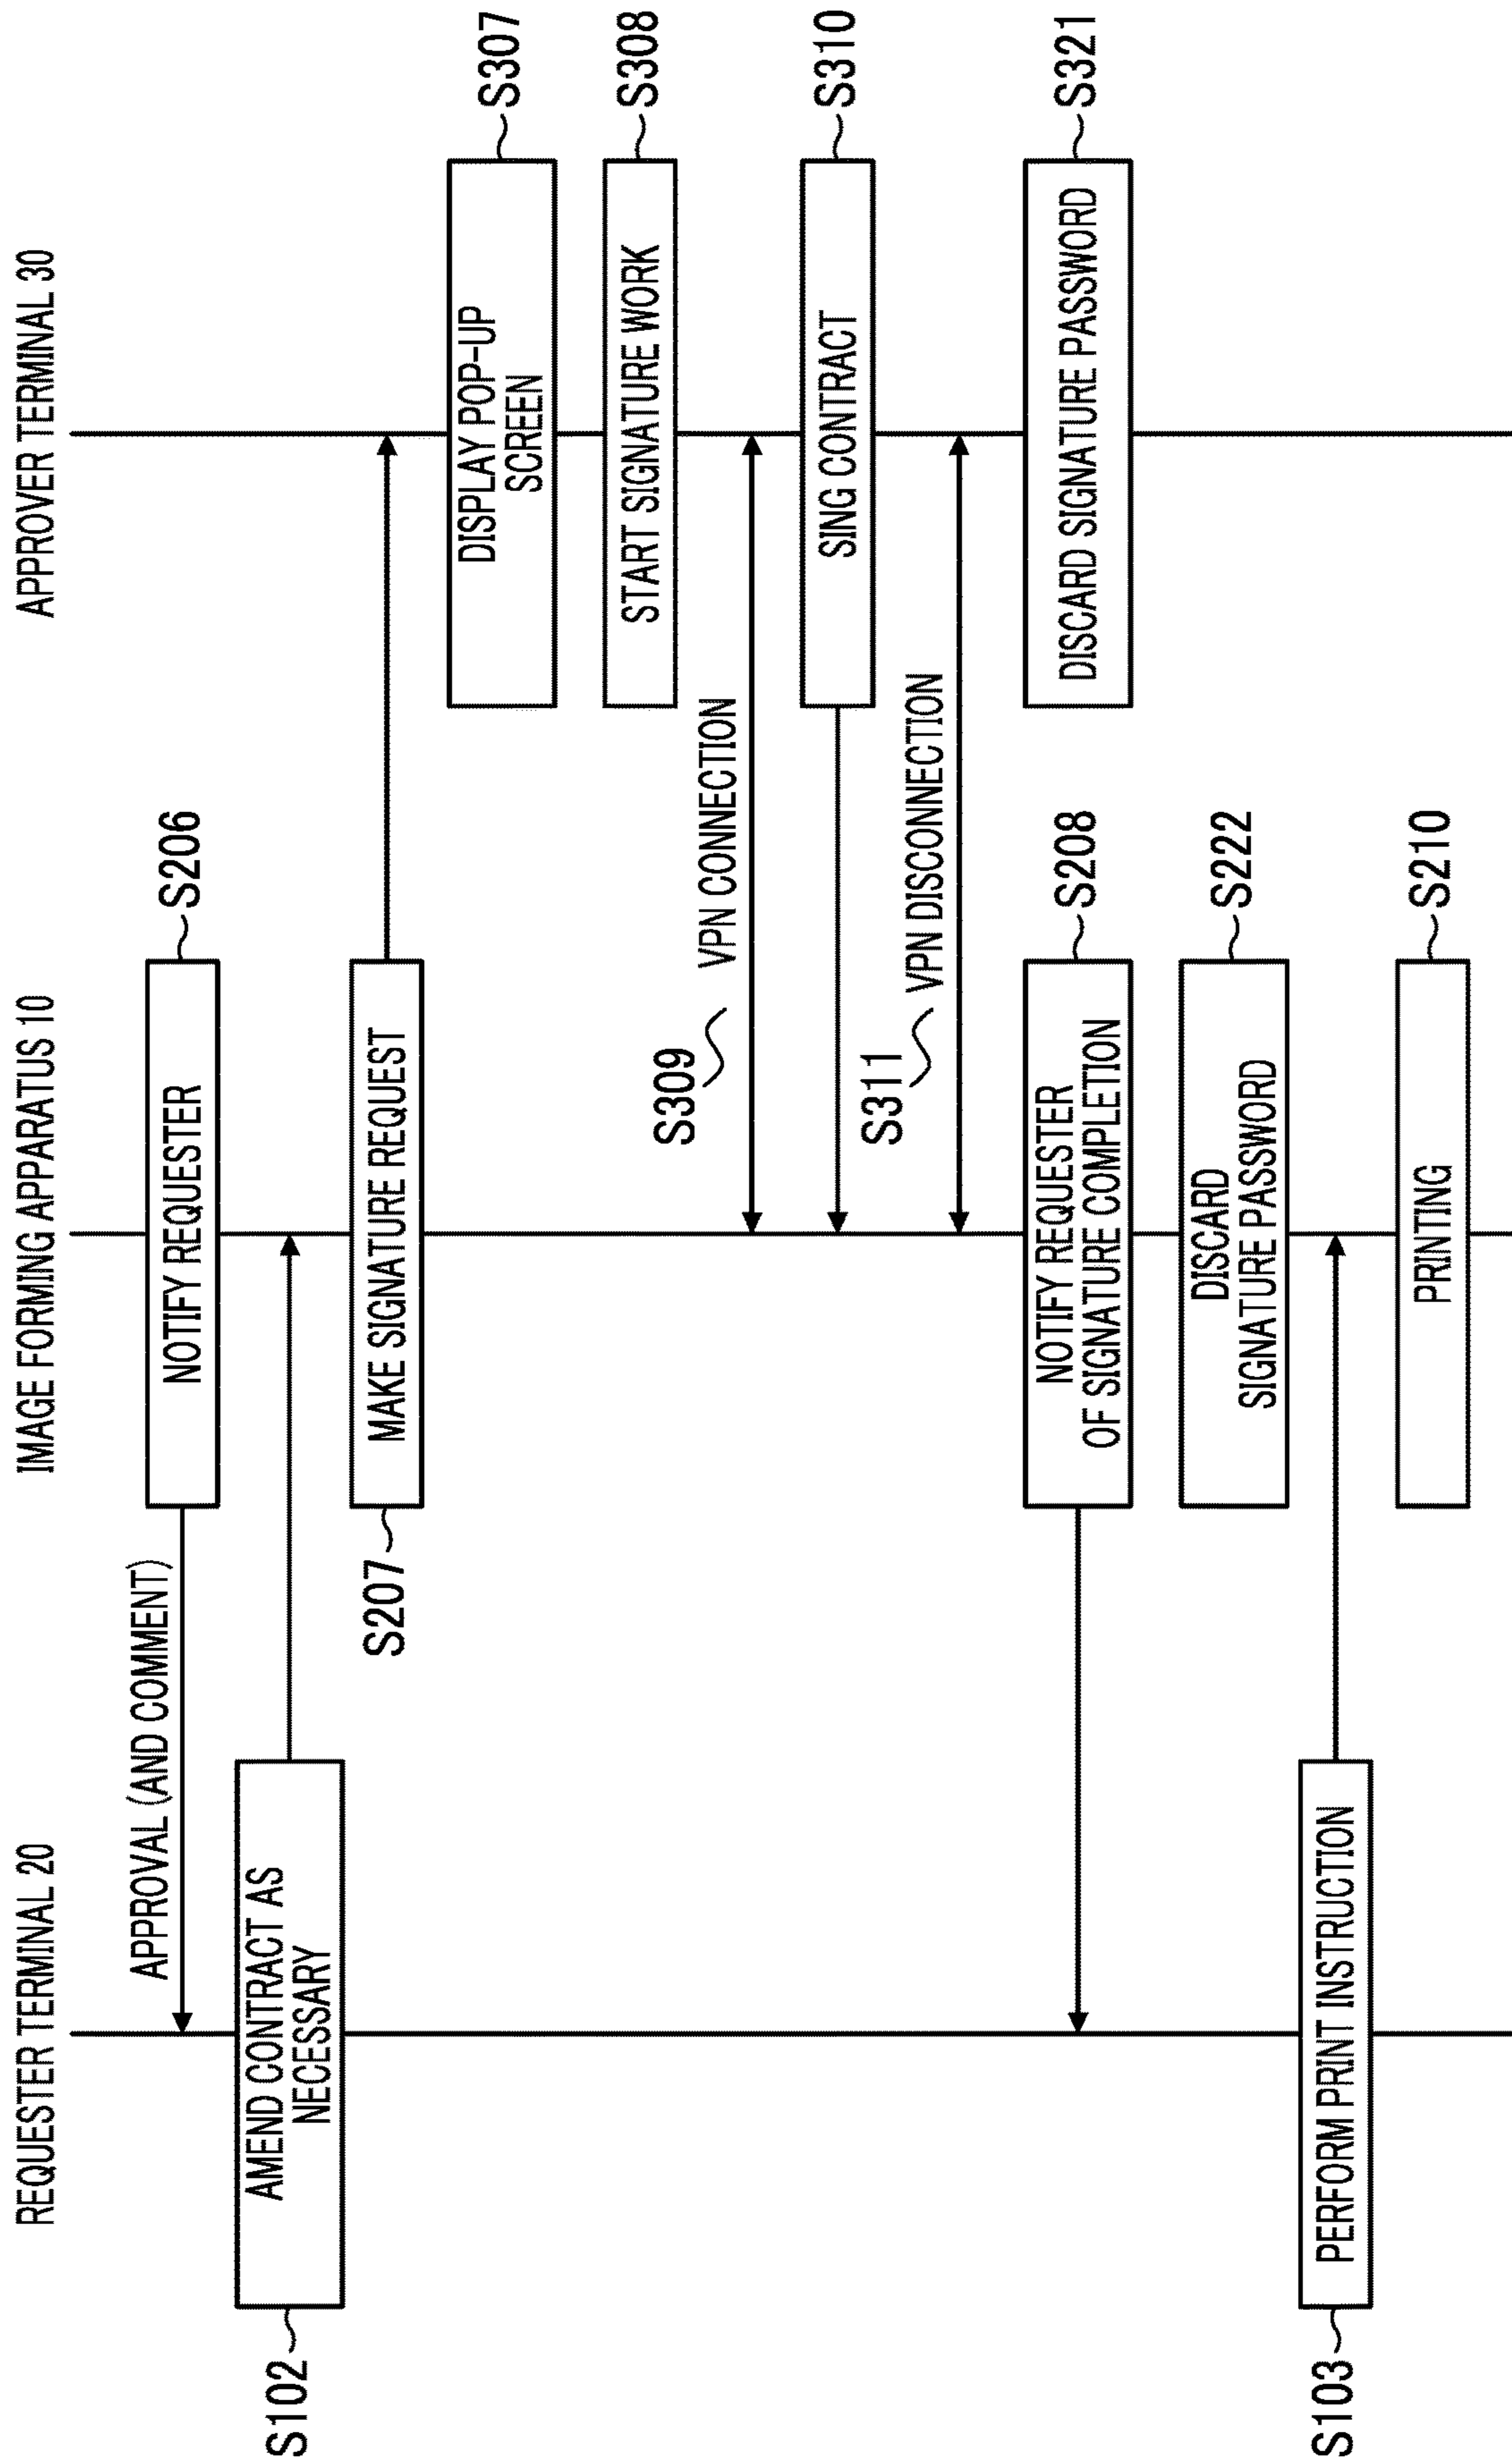 REQUESTER TERMINAL 20
IMAGE FORMING APPARATUS 10
APPROVER TERMINAL 30
APPROVAL (AND COMMENT)
NOTIFY REQUESTER
S206
S102
AMEND CONTRACT AS
NECESSARY
S207
MAKE SIGNATURE REQUEST
DISPLAY POP-UP
SCREEN
S307
START SIGNATURE WORK
S308
S309
VPN CONNECTION
SING CONTRACT
S310
S311
VPN DISCONNECTION
NOTIFY REQUESTER
OF SIGNATURE COMPLETION
S208
DISCARD SIGNATURE PASSWORD
S321
DISCARD
SIGNATURE PASSWORD
S222
S103
PERFORM PRINT INSTRUCTION
PRINTING
S210